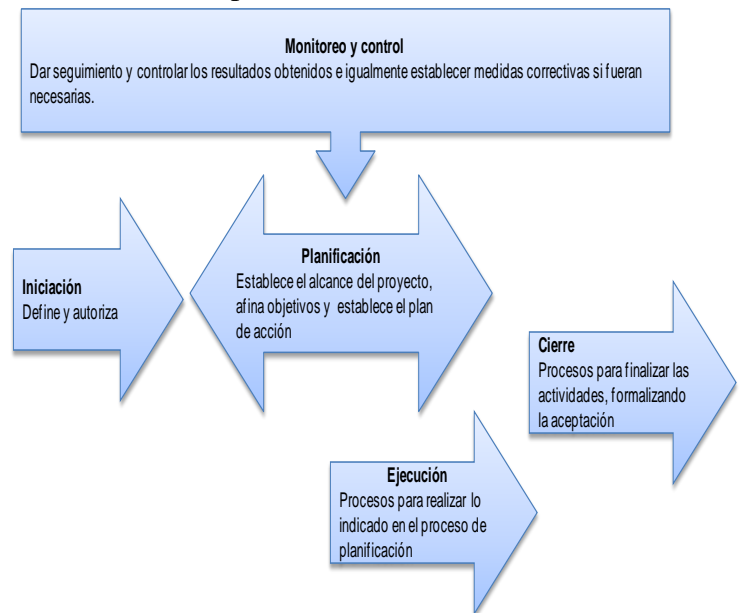 Monitoreo y control
Dar seguimiento y controlar los resultados obtenidos e igualmente establecer medidas correctivas si fueran
necesarias.
Iniciación
Define y autoriza
Planificación
Establece el alcance del proyecto,
afina objetivos y establece el plan
de acción
Cierre
Procesos para finalizar las
actividades, formalizando
la aceptación
Ejecución
Procesos para realizar lo
indicado en el proceso de
planificación